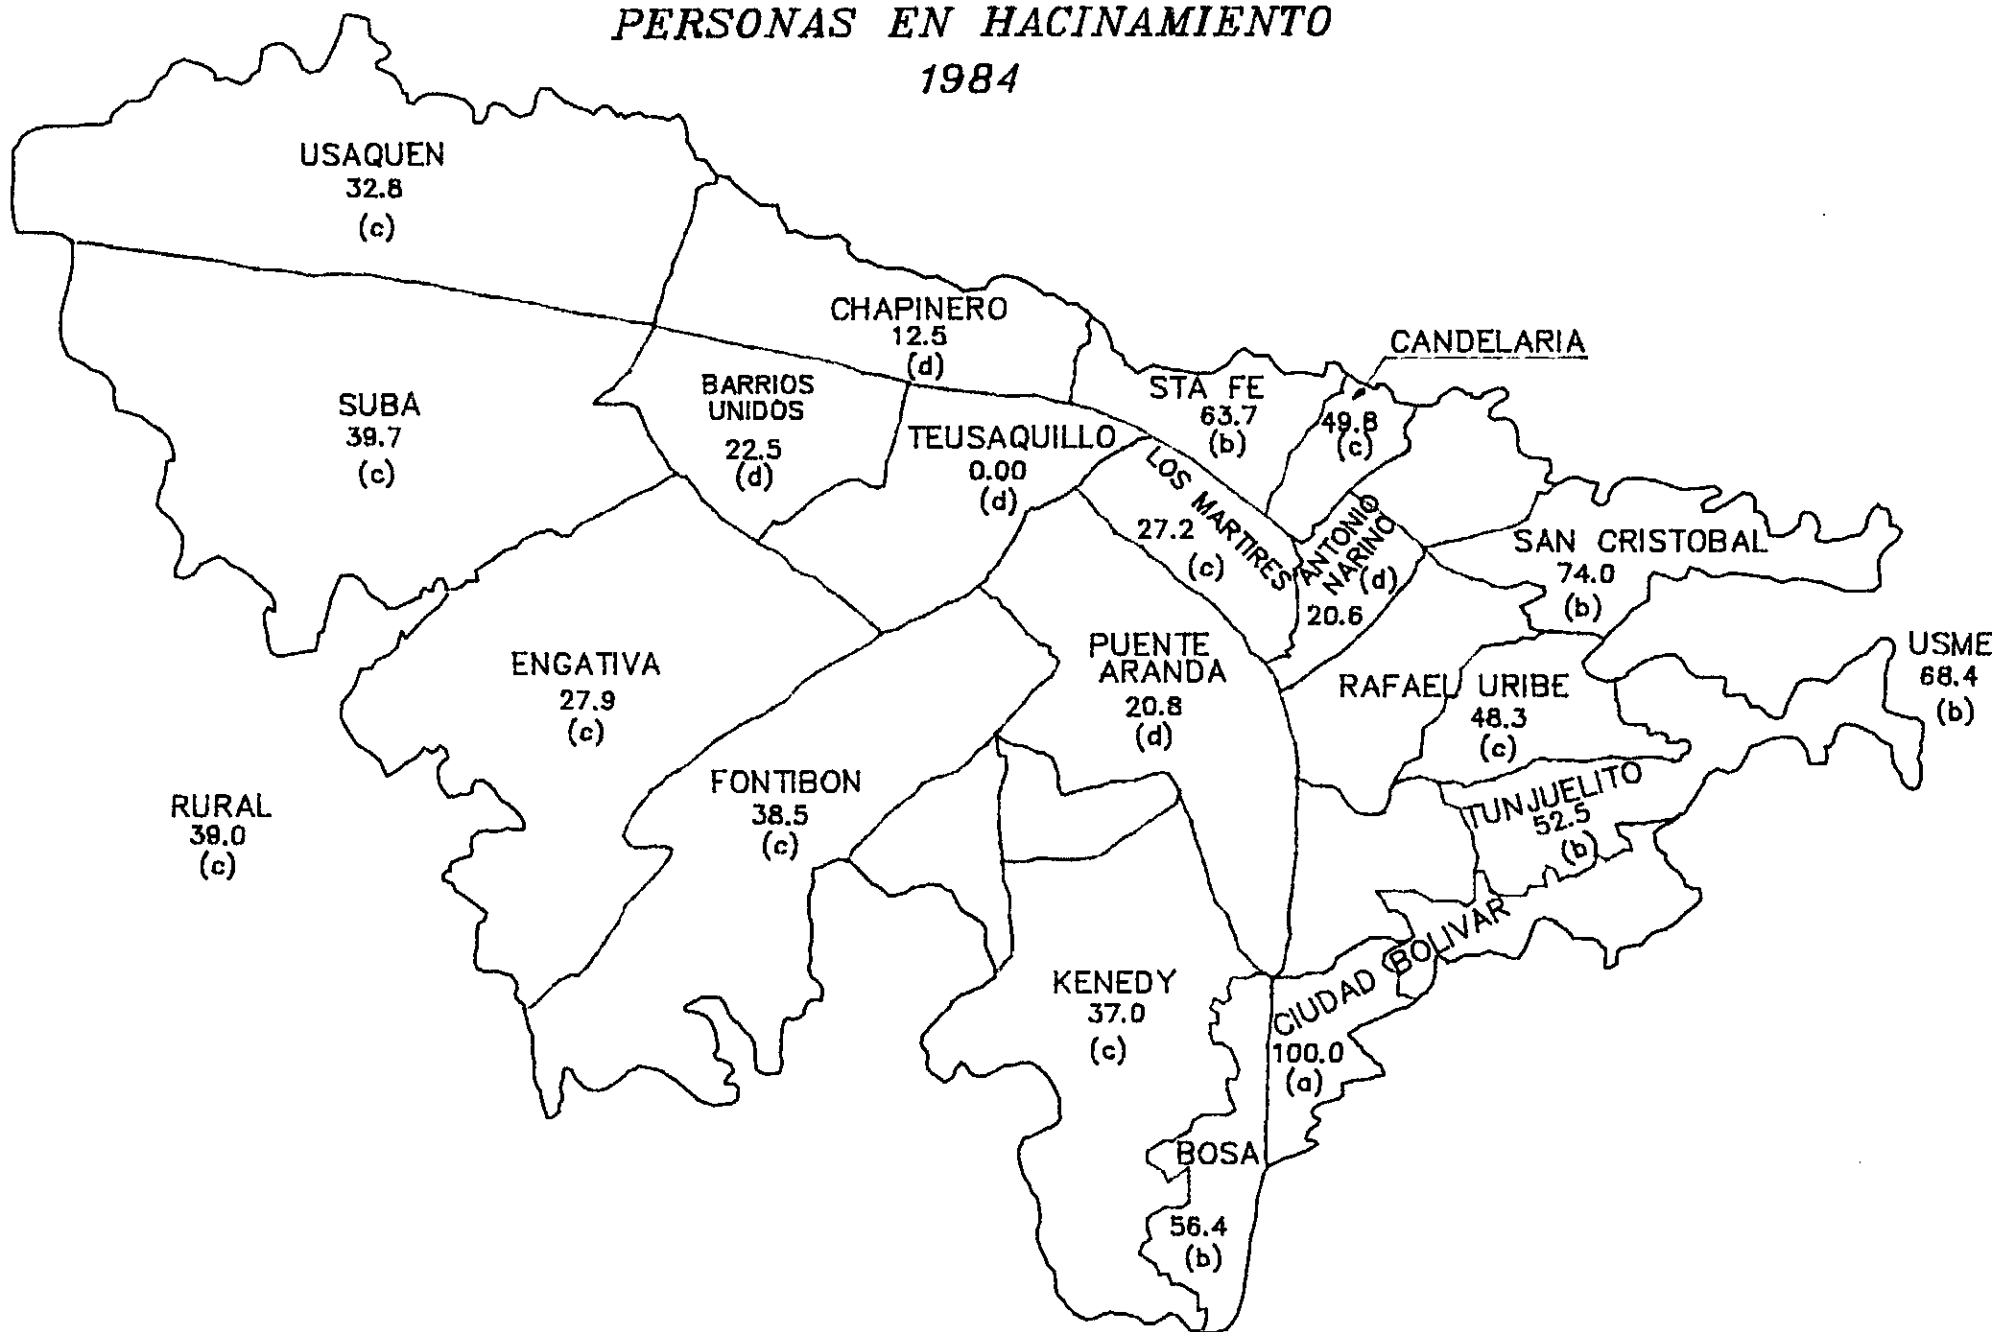 PERSONAS EN HACINAMIENTO
1984
USAQUEN
32.8
(c)
CHAPINERO
12.5
(d)
CANDELARIA
49.8
(c)
STA FE
63.7
(b)
SUBA
39.7
(c)
BARRIOS
UNIDOS
22.5
(d)
TEUSAQUILLO
0.00
(d)
LOS MARTIRES
27.2
(c)
ANTONIO
NARINO
(d)
20.6
SAN CRISTOBAL
74.0
(b)
USME
68.4
(b)
ENGATIVA
27.9
(c)
PUENTE
ARANDA
20.8
(d)
RAFAEL URIBE
48.3
(c)
RURAL
39.0
(c)
FONTIBON
38.5
(c)
TUNJUELITO
52.5
(b)
KENEDY
37.0
(c)
CIUDAD BOLIVAR
100.0
(a)
BOSA
56.4
(b)